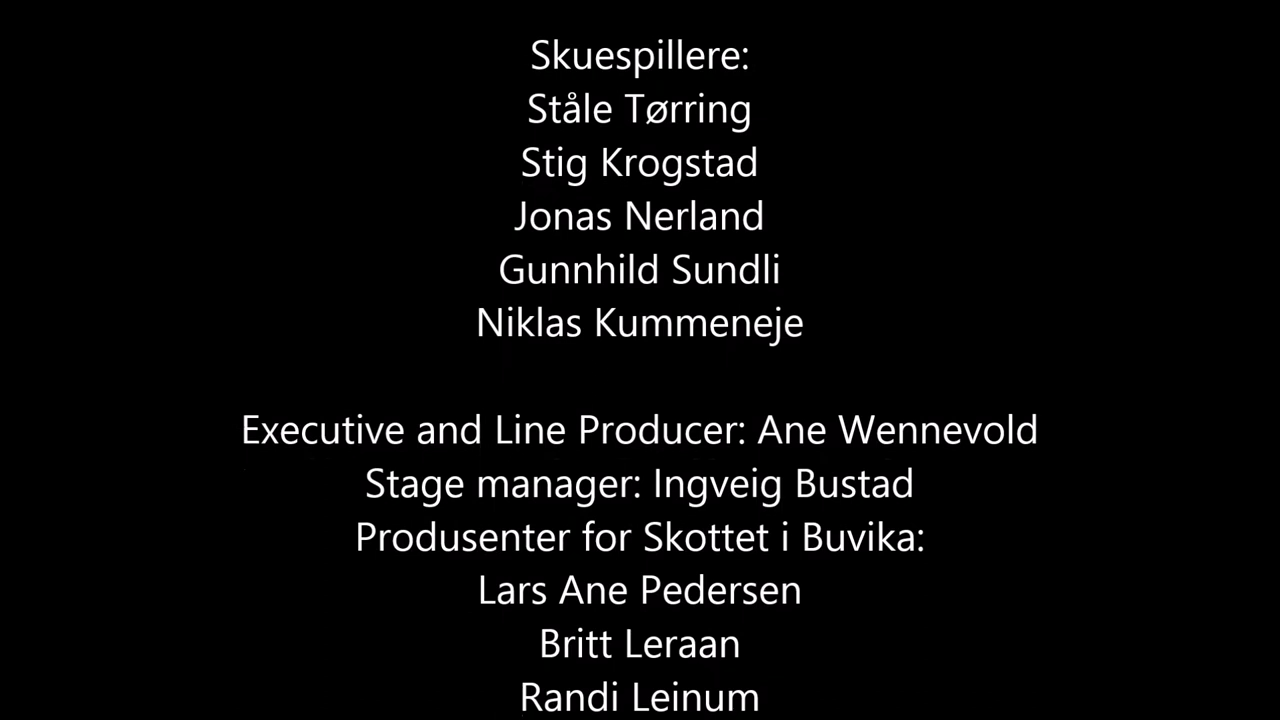 Skuespillere:
Ståle Tørring
Stig Krogstad
Jonas Nerland
Gunnhild Sundli
Niklas Kummeneje
Executive and Line Producer: Ane Wennevold
Stage manager: Ingveig Bustad
Produsenter for Skottet i Buvika:
Lars Ane Pedersen
Britt Leraan
Randi Leinum